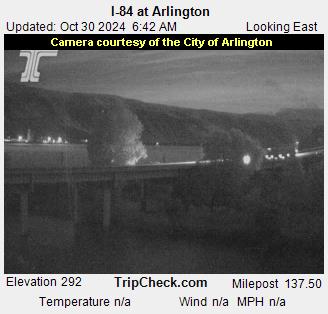 I-84 at Arlington
Updated: Oct 30 2024 6:42 AM Looking East
Camera courtesy of the City of Arlington
Elevation 292 TripCheck.com Milepost 137.50
Temperature n/a Wind n/a MPH n/a